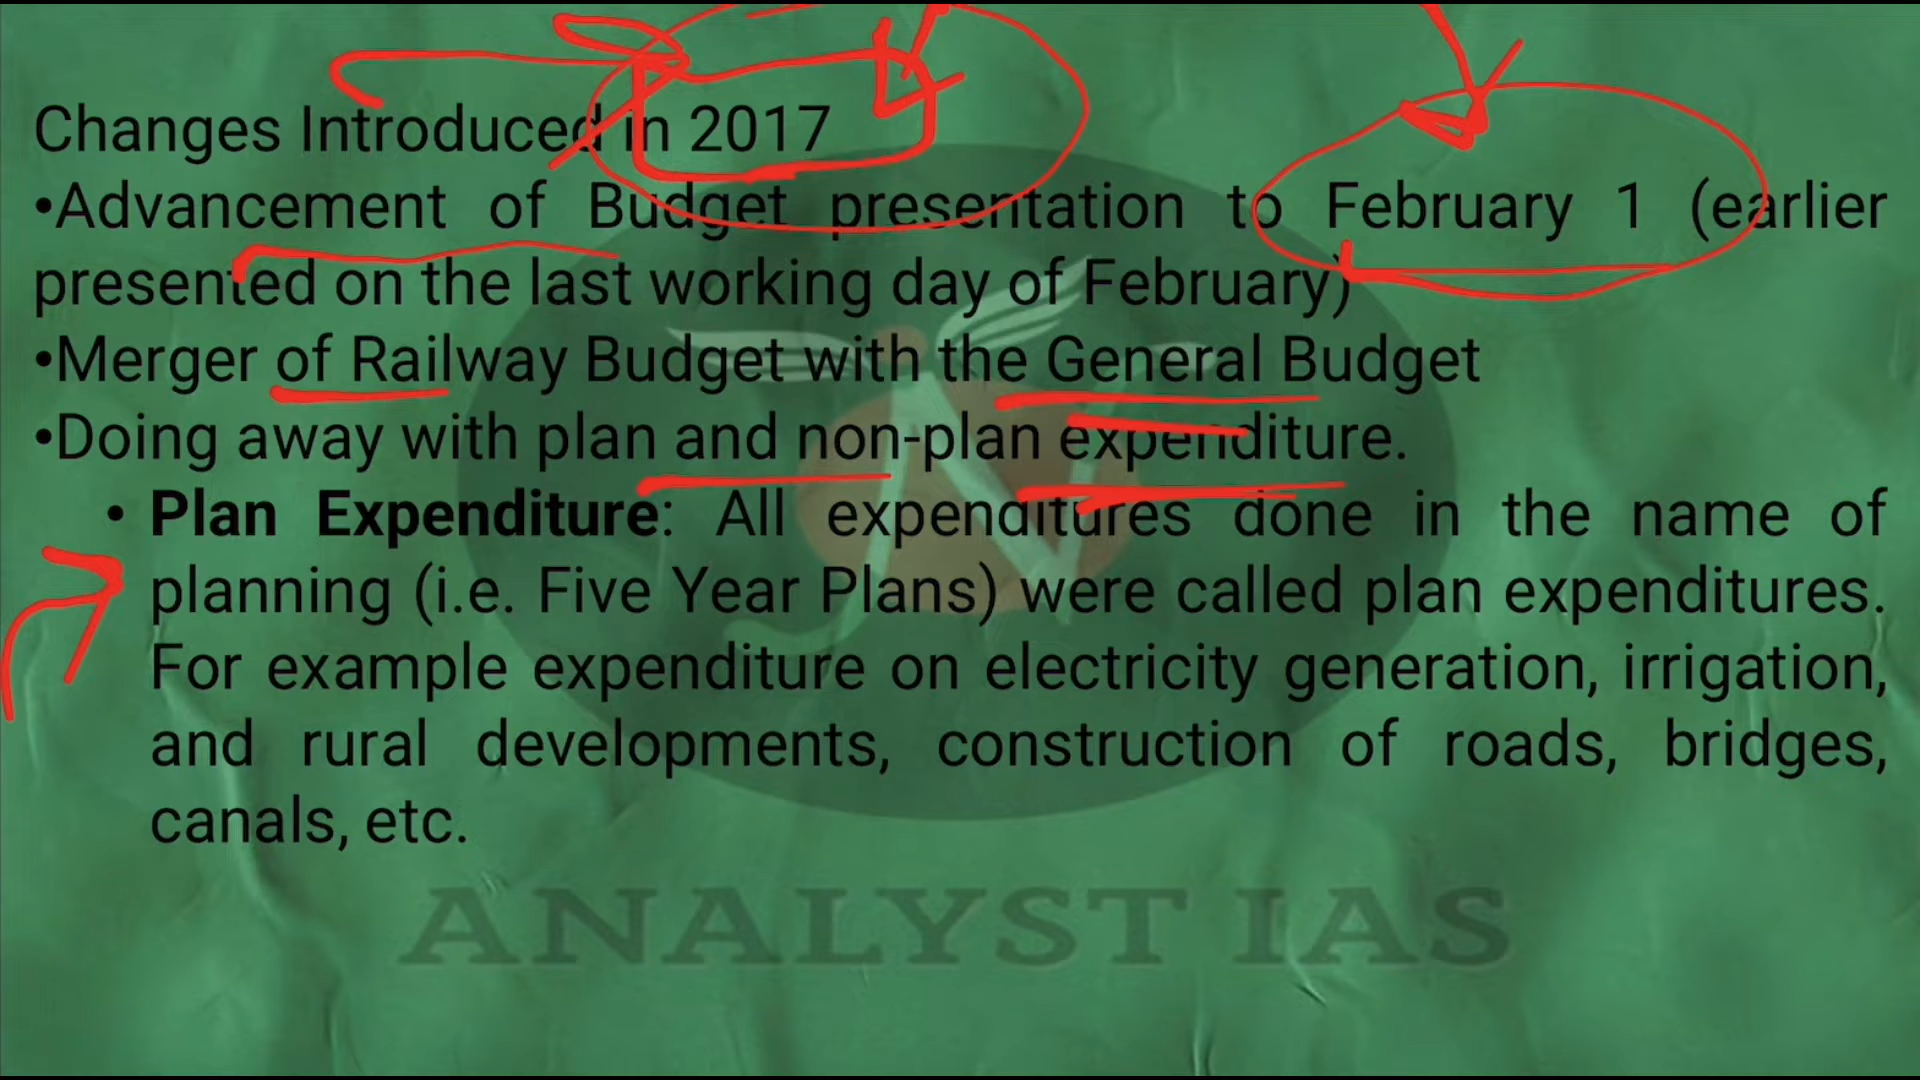 Changes Introduced in 2017
•Advancement of Budget presentation to February 1 (earlier
presented on the last working day of February)
•Merger of Railway Budget with the General Budget
•Doing away with plan and non-plan expenditure.
• Plan Expenditure: All expenditures done in the name of
planning (i.e. Five Year Plans) were called plan expenditures.
For example expenditure on electricity generation, irrigation,
and rural developments, construction of roads, bridges,
canals, etc.
ANALYST IAS